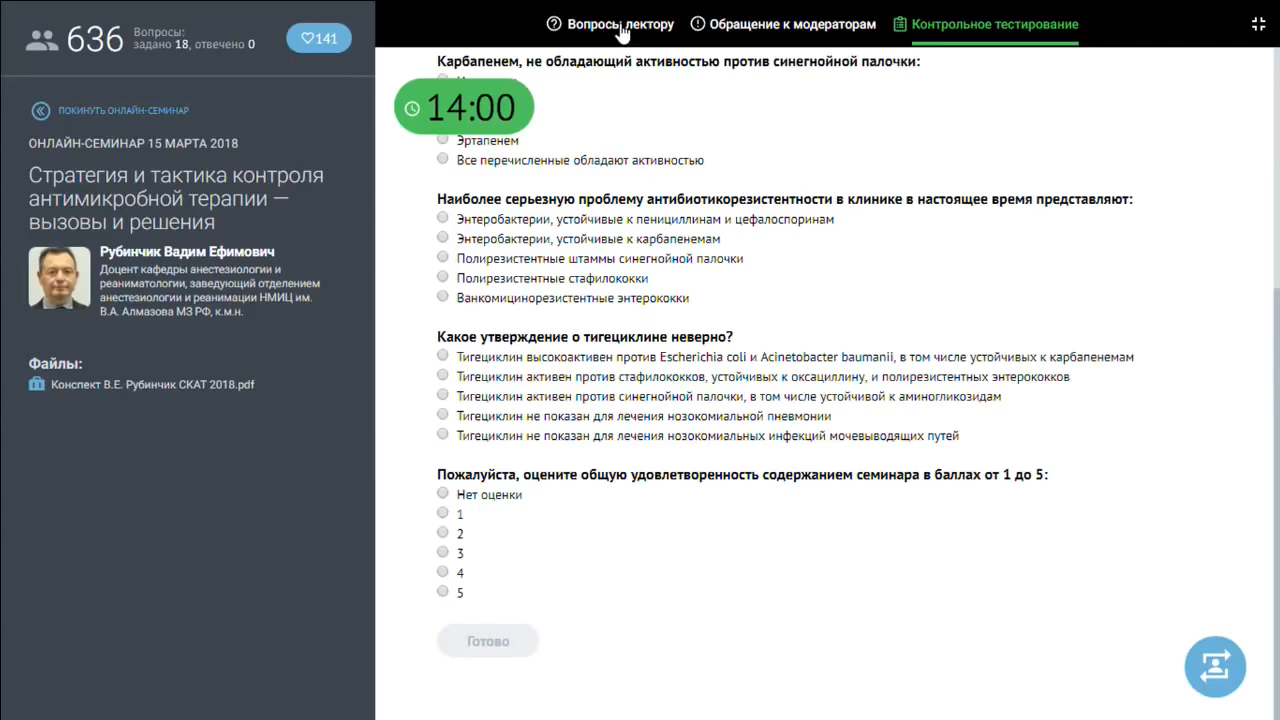 636
Вопросы:
задано 18, отвечено 0
141
Вопросы лектору
Обращение к модераторам
Контрольное тестирование
ПОКИНУТЬ ОНЛАЙН-СЕМИНАР
ОНЛАЙН-СЕМИНАР 15 МАРТА 2018
Стратегия и тактика контроля
антимикробной терапии —
вызовы и решения
Рубинчик Вадим Ефимович
Доцент кафедры анестезиологии и
реаниматологии, заведующий отделением
анестезиологии и реанимации НМИЦ им.
В.А. Алмазова МЗ РФ, к.м.н.
Файлы:
Конспект В.Е. Рубинчик СКАТ 2018.pdf
Карбапенем, не обладающий активностью против синегнойной палочки:
14:00
Эртапенем
Все перечисленные обладают активностью
Наиболее серьезную проблему антибиотикорезистентности в клинике в настоящее время представляют:
Энтеробактерии, устойчивые к пенициллинам и цефалоспоринам
Энтеробактерии, устойчивые к карбапенемам
Полирезистентные штаммы синегнойной палочки
Полирезистентные стафилококки
Ванкомицинорезистентные энтерококки
Какое утверждение о тигециклине неверно?
Тигециклин высокоактивен против Escherichia coli и Acinetobacter baumanii, в том числе устойчивых к карбапенемам
Тигециклин активен против стафилококков, устойчивых к оксациллину, и полирезистентных энтерококков
Тигециклин активен против синегнойной палочки, в том числе устойчивой к аминогликозидам
Тигециклин не показан для лечения нозокомиальной пневмонии
Тигециклин не показан для лечения нозокомиальных инфекций мочевыводящих путей
Пожалуйста, оцените общую удовлетворенность содержанием семинара в баллах от 1 до 5:
Нет оценки
1
2
3
4
5
Готово